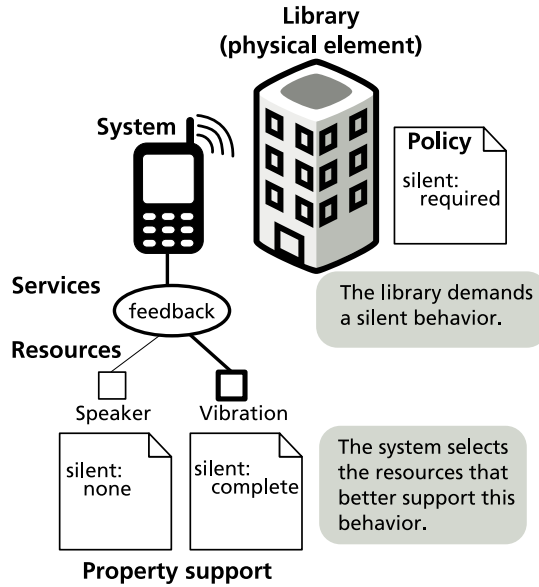 Library
(physical element)
System
Policy
silent:
required
Services
feedback
The library demands
a silent behavior.
Resources
Speaker
Vibration
silent:
none
silent:
complete
The system selects
the resources that
better support this
behavior.
Property support